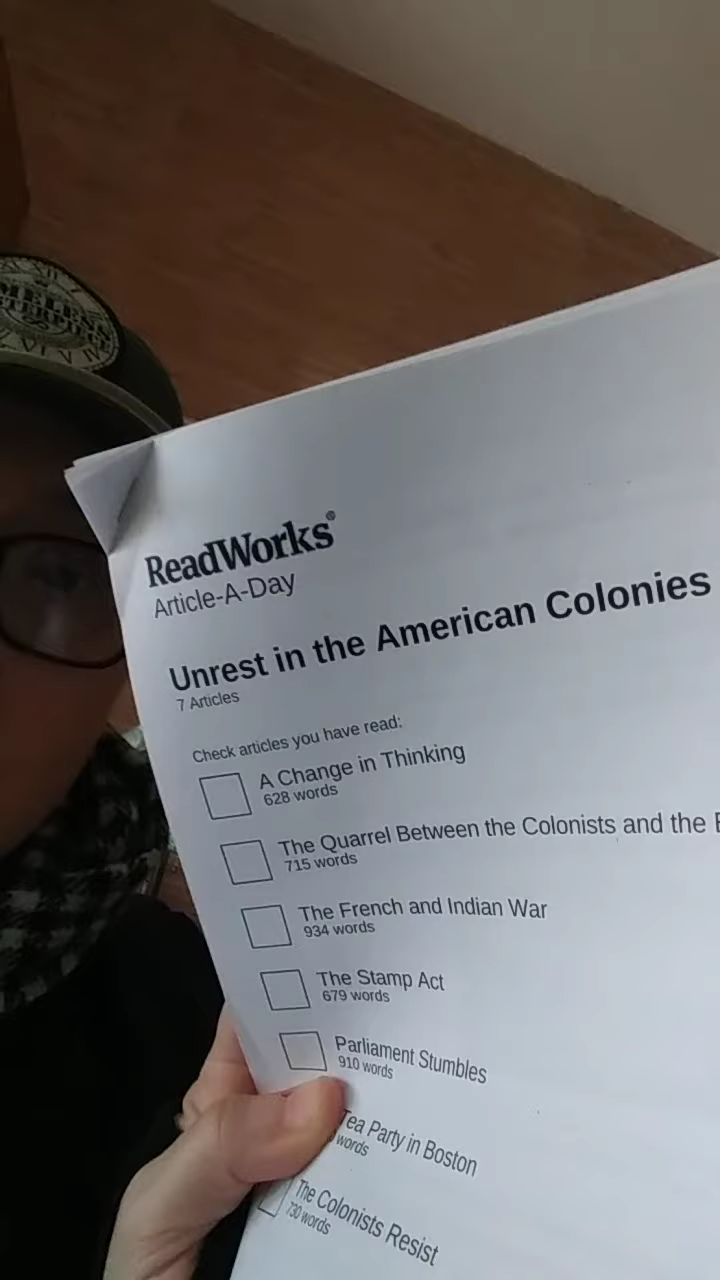 ReadWorks®
Article-A-Day
Unrest in the American Colonies
7 Articles
Check articles you have read:
A Change in Thinking
628 words
The Quarrel Between the Colonists and the
715 words
The French and Indian War
934 words
The Stamp Act
679 words
Parliament Stumbles
910 words
Tea Party in Boston
words
The Colonists Resist
730 words